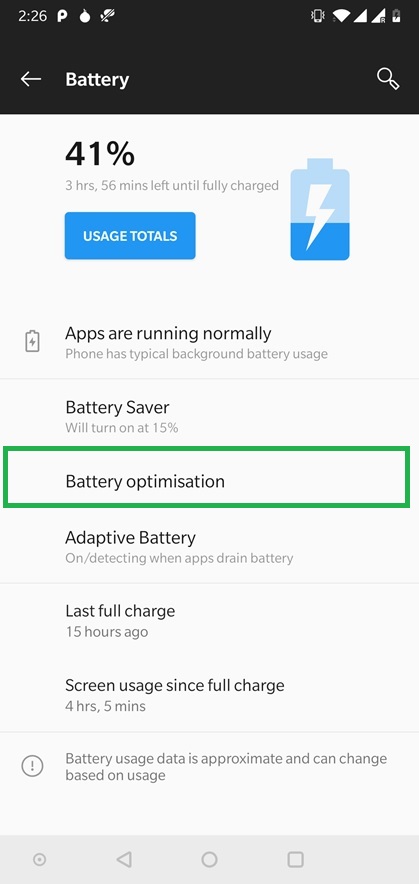 2:26
Battery
41%
3 hrs, 56 mins left until fully charged
USAGE TOTALS
Apps are running normally
Phone has typical background battery usage
Battery Saver
Will turn on at 15%
Battery optimisation
Adaptive Battery
On/detecting when apps drain battery
Last full charge
15 hours ago
Screen usage since full charge
4 hrs, 5 mins
Battery usage data is approximate and can change
based on usage